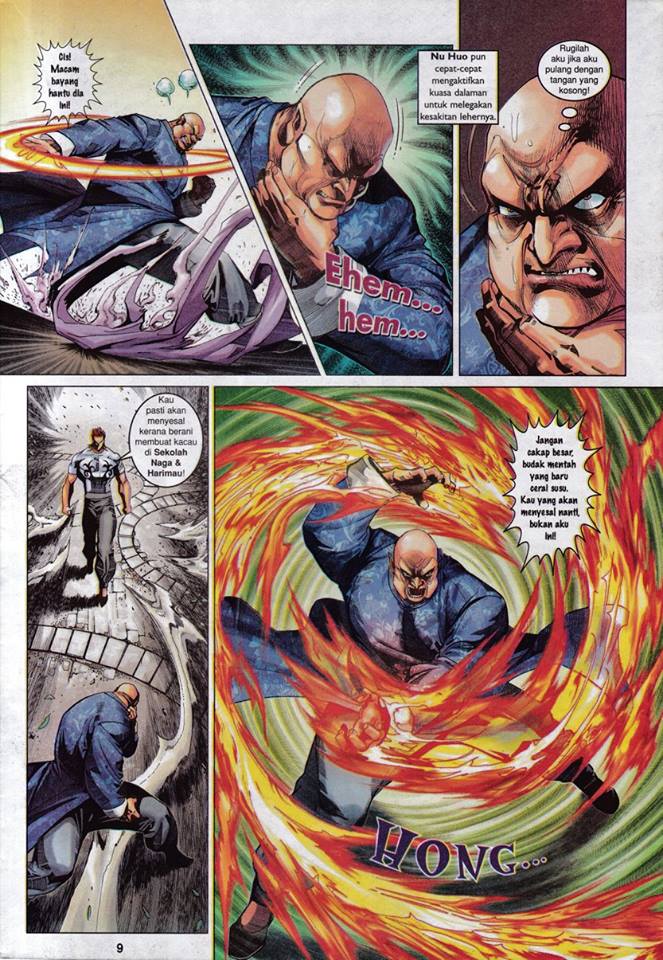 Cis!
Macam
bayang
hantu dia
ini!
Nu Huo pun
cepat-cepat
mengaktifkan
kuasa dalaman
untuk melegakan
kesakitan lehernya.
Ehem...
hem...
Rugilah
aku jika aku
pulang dengan
tangan yang
kosong!
Kau
pasti akan
menyesal
kerana berani
membuat kacau
di Sekolah
Naga &
Harimau!
Jangan
cakap besar,
budak mentah
yang baru
cerai susu.
Kau yang akan
menyesal nanti,
bukan aku
ini!
HONG...
9